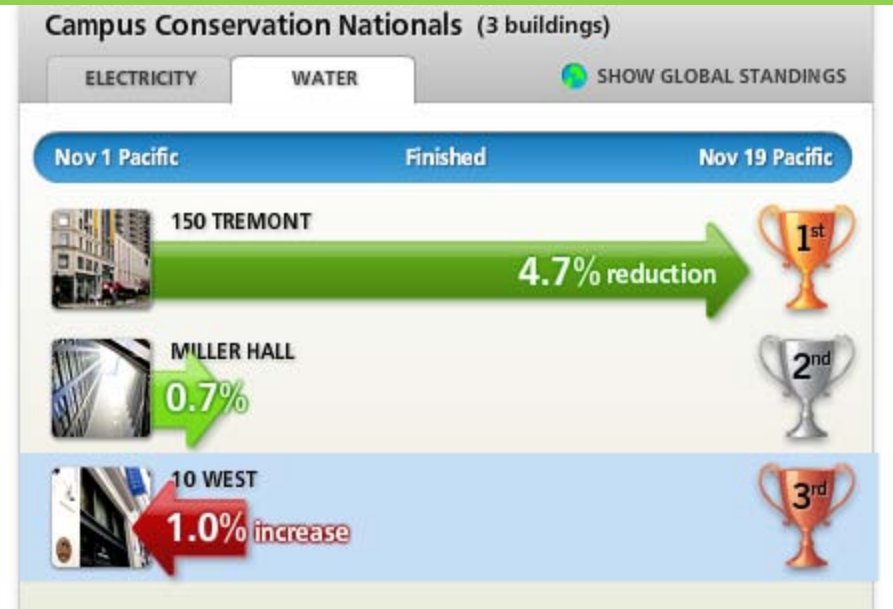 Campus Conservation Nationals (3 buildings)
ELECTRICITY WATER SHOW GLOBAL STANDINGS
Nov 1 Pacific Finished Nov 19 Pacific
150 TREMONT
4.7% reduction
1st
MILLER HALL
0.7%
2nd
10 WEST
1.0% increase
3rd